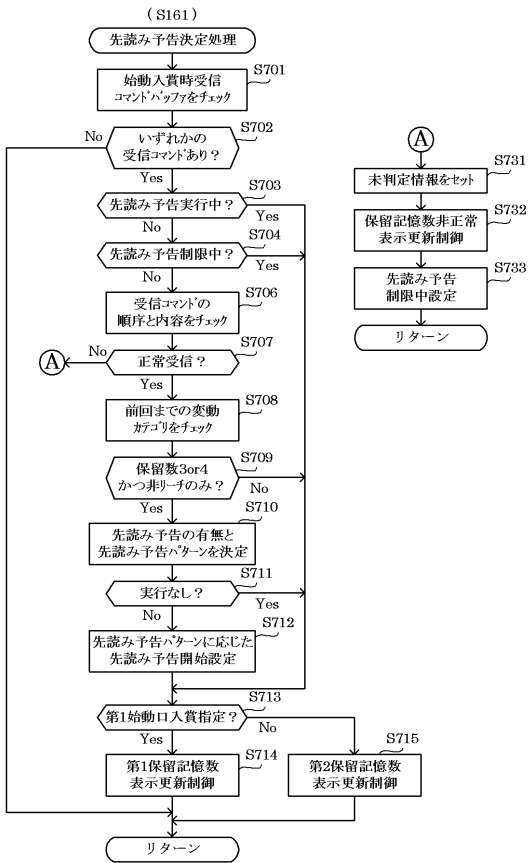 (S161)
先読み予告決定処理
S701
始動入賞時受信
コマンドバッファをチェック
S702
いずれかの
受信コマンドあり?
No
Yes
S703
先読み予告実行中?
Yes
No
S704
先読み予告制限中?
Yes
No
S706
受信コマンドの
順序と内容をチェック
S707
正常受信?
No
A
Yes
S708
前回までの変動
カテゴリをチェック
S709
保留数3or4
かつ非リーチのみ?
No
Yes
S710
先読み予告の有無と
先読み予告パターンを決定
S711
実行なし?
Yes
No
S712
先読み予告パターンに応じた
先読み予告開始設定
S713
第1始動口入賞指定?
No
Yes
S714
第1保留記憶数
表示更新制御
S715
第2保留記憶数
表示更新制御
リターン
A
S731
未判定情報をセット
S732
保留記憶数非正常
表示更新制御
S733
先読み予告
制限中設定
リターン